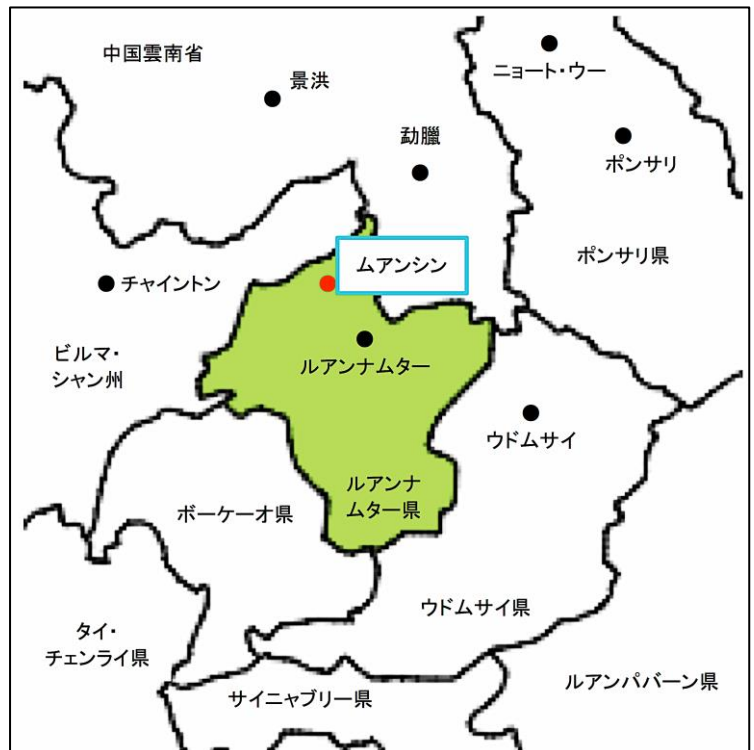 中国雲南省
景洪
ニョート・ウー
勐臘
ポンサリ
ムアンシン
ポンサリ県
チャイントン
ビルマ・
シャン州
ルアンナムター
ウドムサイ
ルアンナ
ムター県
ボーケーオ県
ウドムサイ県
タイ・
チェンライ県
サイニャブリー県
ルアンパバーン県